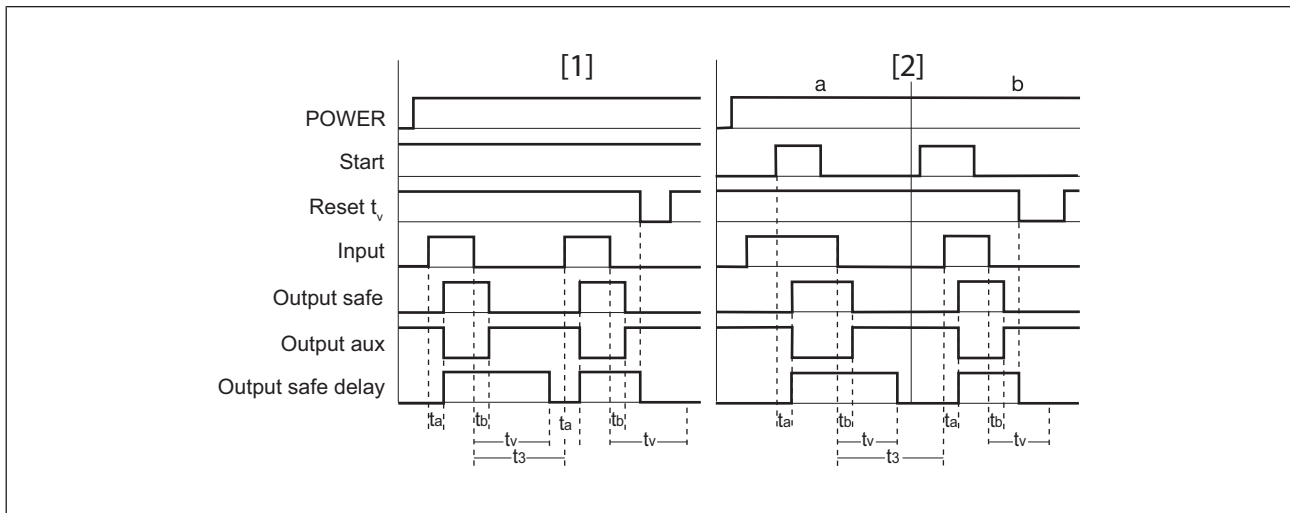 [1] [2]
a b
POWER
Start
Reset tv
Input
Output safe
Output aux
Output safe delay
ta tb ta tb ta tb ta tb
tv tv tv tv
t3 t3